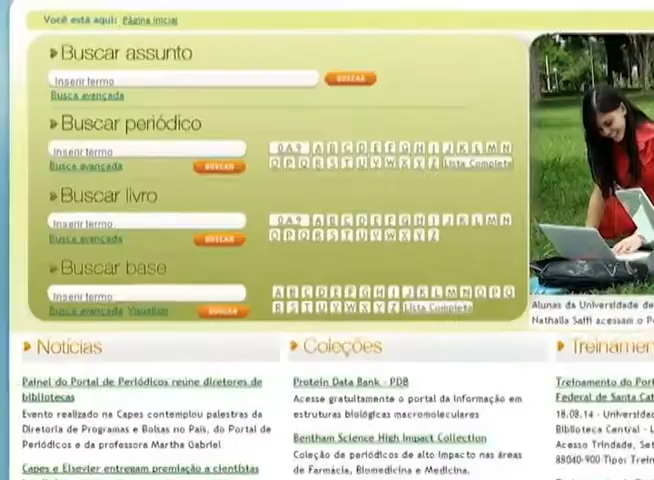 Você está aqui: Página inicial
Buscar assunto
Inserir termo
BUSCAR
Busca avançada
Buscar periódico
Inserir termo
0A9 A B C D E F G H I J K L M N
Busca avançada
BUSCAR
O P Q R S T U V W X Y Z Lista Completa
Buscar livro
Inserir termo
0A9 A B C D E F G H I J K L M N
Busca avançada
BUSCAR
O P Q R S T U V W X Y Z
Buscar base
Inserir termo
A B C D E F G H I J K L M N O P Q
Busca avançada Visualizar
BUSCAR
R S T U V W X Y Z Lista Completa
Alunas da Universidade de
Nathalia Saffi acessam o P
Notícias
Painel do Portal de Periódicos reúne diretores de
bibliotecas
Evento realizado na Capes contemplou palestras da
Diretoria de Programas e Bolsas no País, do Portal de
Periódicos e da professora Martha Gabriel
Capes e Elsevier entregam premiação a cientistas
Coleções
Protein Data Bank - PDB
Acesse gratuitamente o portal da informação em
estruturas biológicas macromoleculares
Bentham Science High Impact Collection
Coleção de periódicos de alto impacto nas áreas
de Farmácia, Biomedicina e Medicina.
Treinamen
Treinamento do Port
Federal de Santa Cat
18.08.14 - Universidad
Biblioteca Central - L
Acesso Trindade, Set
88040-900 Tipo: Trein